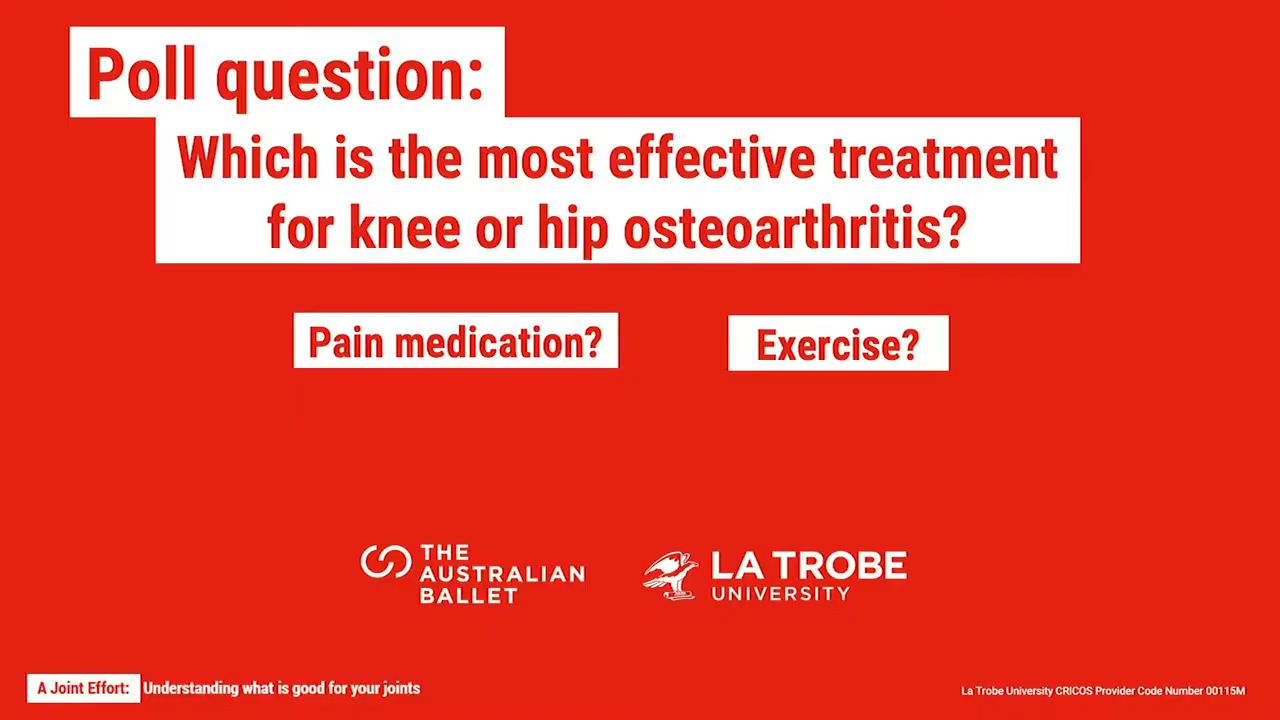 Poll question:
Which is the most effective treatment
for knee or hip osteoarthritis?
Pain medication?
Exercise?
THE
AUSTRALIAN
BALLET
LA TROBE
UNIVERSITY
A Joint Effort: Understanding what is good for your joints
La Trobe University CRICOS Provider Code Number 00115M